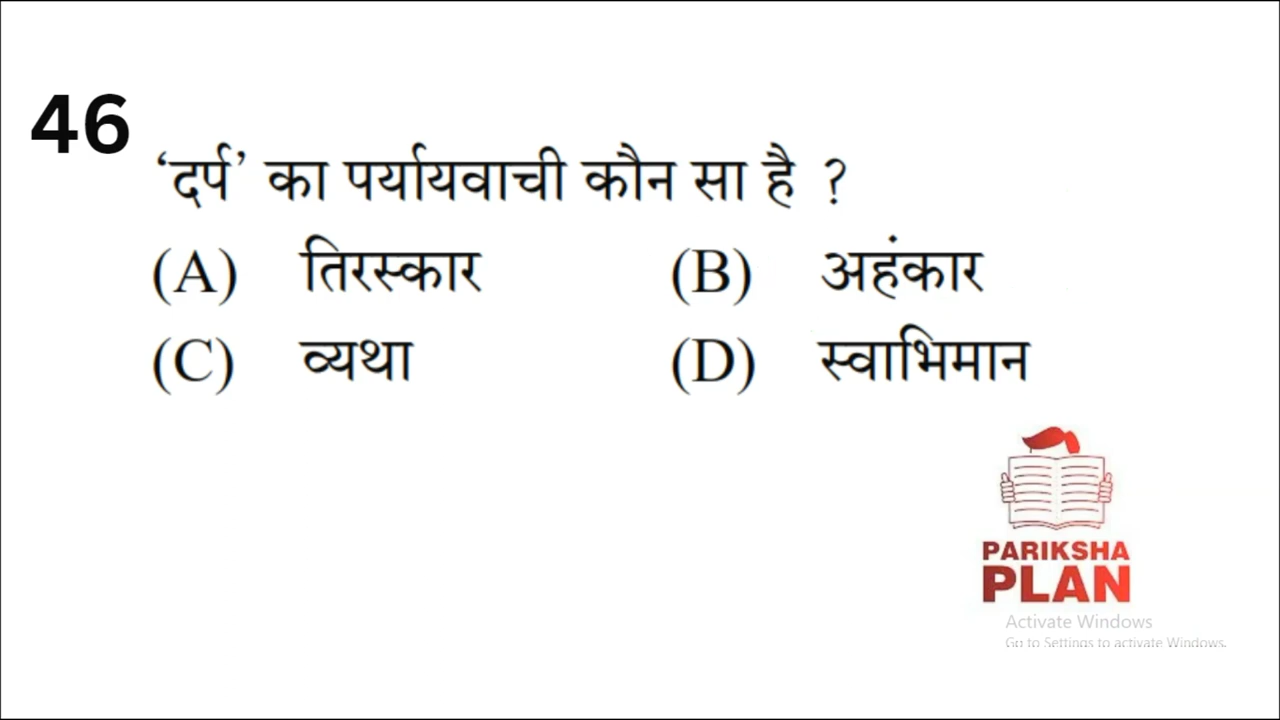 46
‘दर्प’ का पर्यायवाची कौन सा है ?
(A) तिरस्कार (B) अहंकार
(C) व्यथा (D) स्वाभिमान
PARIKSHA
PLAN
Activate Windows
Go to Settings to activate Windows.